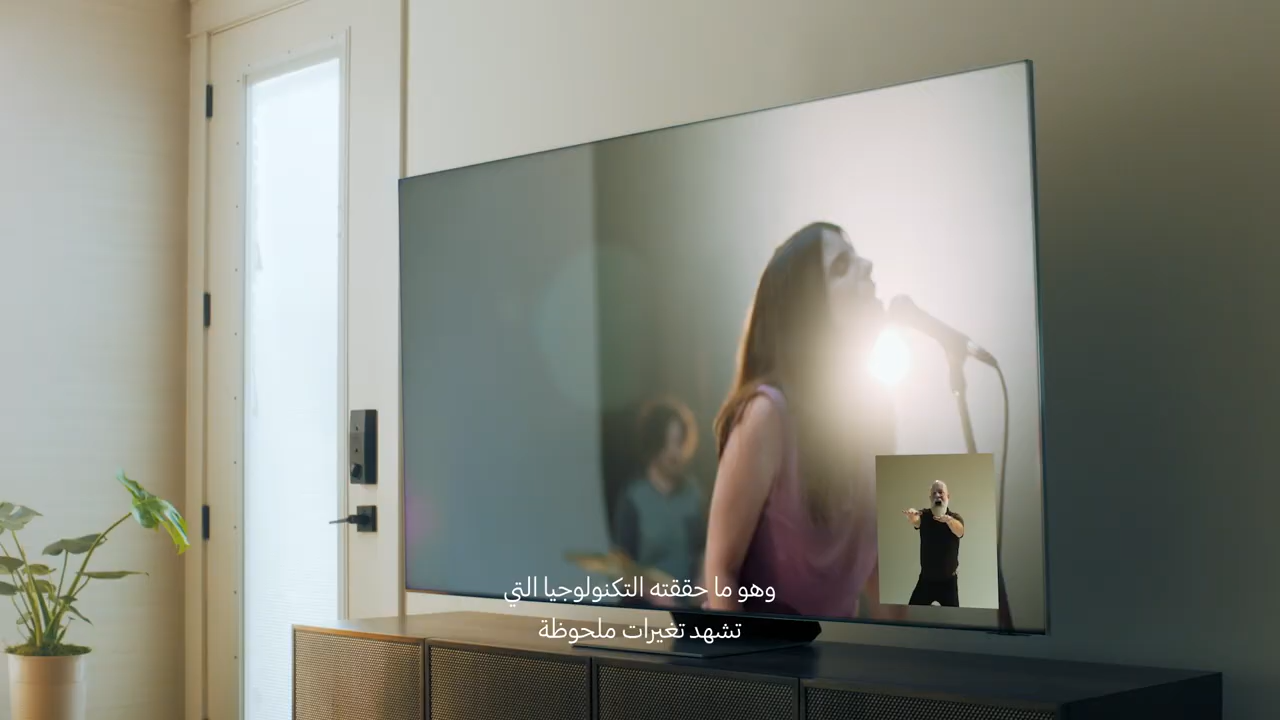 وهو ما حققته التكنولوجيا التي
تشهد تغيرات ملحوظة